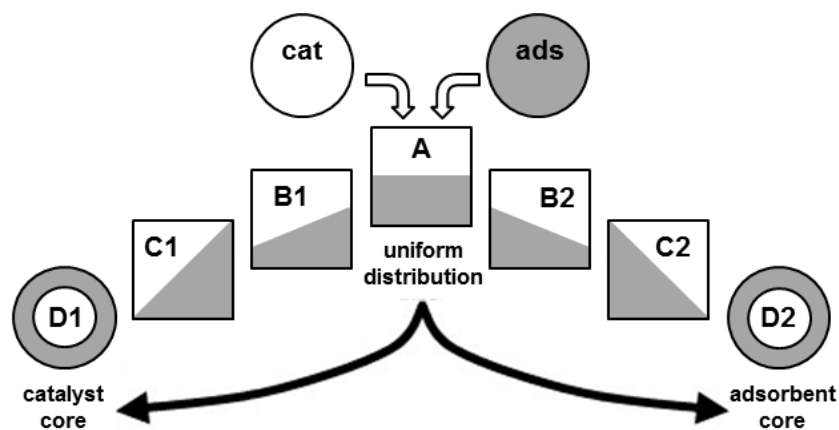 cat
ads
A
B1
B2
C1
C2
uniform
distribution
D1
D2
catalyst
core
adsorbent
core